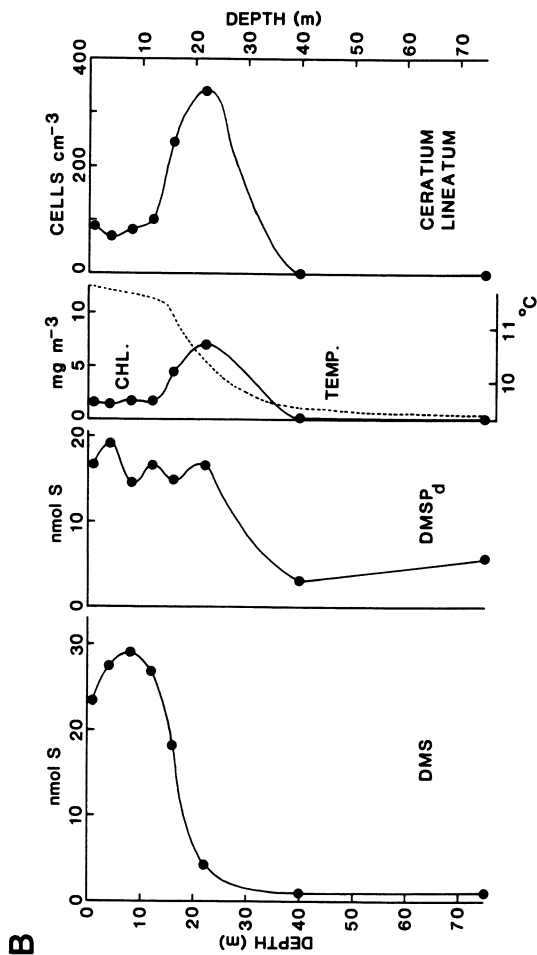 B
DEPTH (m)
0 10 20 30 40 50 60 70
nmol S
0 10 20 30
DMS
nmol S
0 10 20
DMSPd
mg m-3
0 5 10
CHL.
TEMP.
10 11
°C
CELLS cm-3
0 200 400
CERATIUM
LINEATUM
DEPTH (m)
10 20 30 40 50 60 70